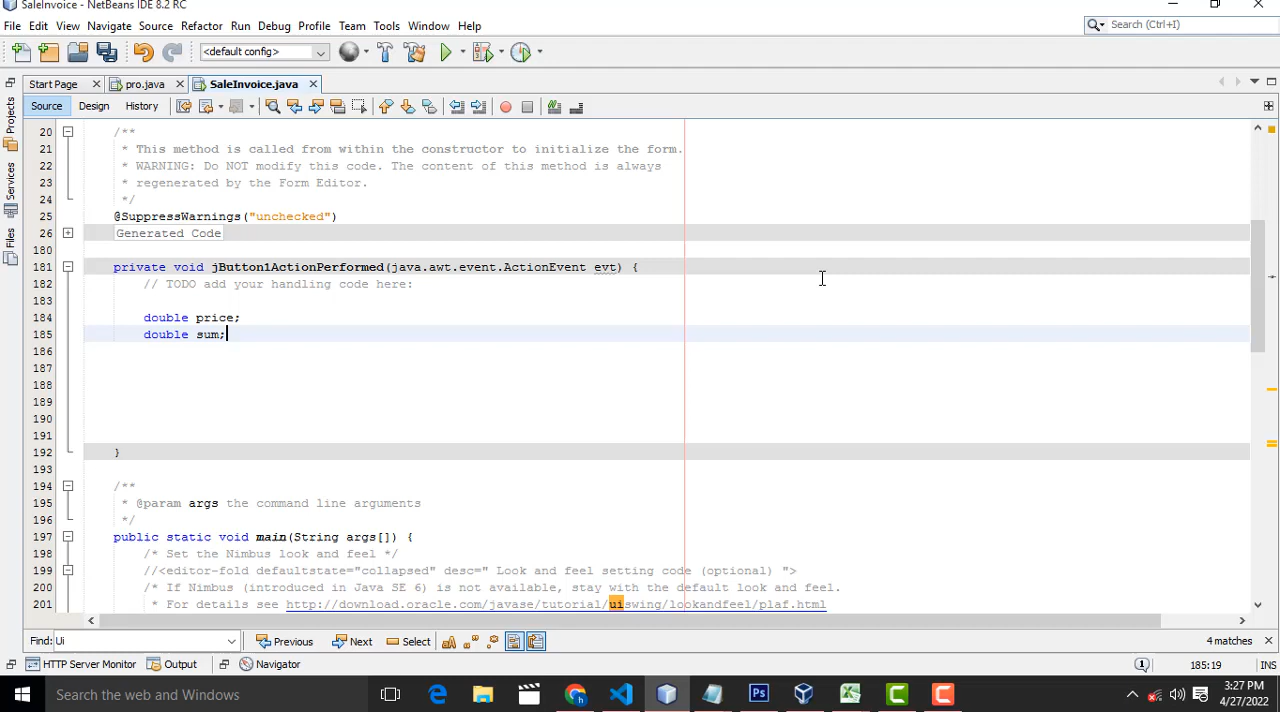 SaleInvoice - NetBeans IDE 8.2 RC
File Edit View Navigate Source Refactor Run Debug Profile Team Tools Window Help
Search (Ctrl+I)
<default config>
Start Page pro.java SaleInvoice.java
Source Design History
20 /**
21 * This method is called from within the constructor to initialize the form.
22 * WARNING: Do NOT modify this code. The content of this method is always
23 * regenerated by the Form Editor.
24 */
25 @SuppressWarnings("unchecked")
26 Generated Code
180
181 private void jButton1ActionPerformed(java.awt.event.ActionEvent evt) {
182 // TODO add your handling code here:
183
184 double price;
185 double sum;
186
187
188
189
190
191
192 }
193
194 /**
195 * @param args the command line arguments
196 */
197 public static void main(String args[]) {
198 /* Set the Nimbus look and feel */
199 //<editor-fold defaultstate="collapsed" desc=" Look and feel setting code (optional) ">
200 /* If Nimbus (introduced in Java SE 6) is not available, stay with the default look and feel.
201 * For details see http://download.oracle.com/javase/tutorial/uiswing/lookandfeel/plaf.html
Projects
Services
Files
Find: Ui Previous Next Select 4 matches
HTTP Server Monitor Output Navigator 1 185:19 INS
Search the web and Windows
3:27 PM
4/27/2022